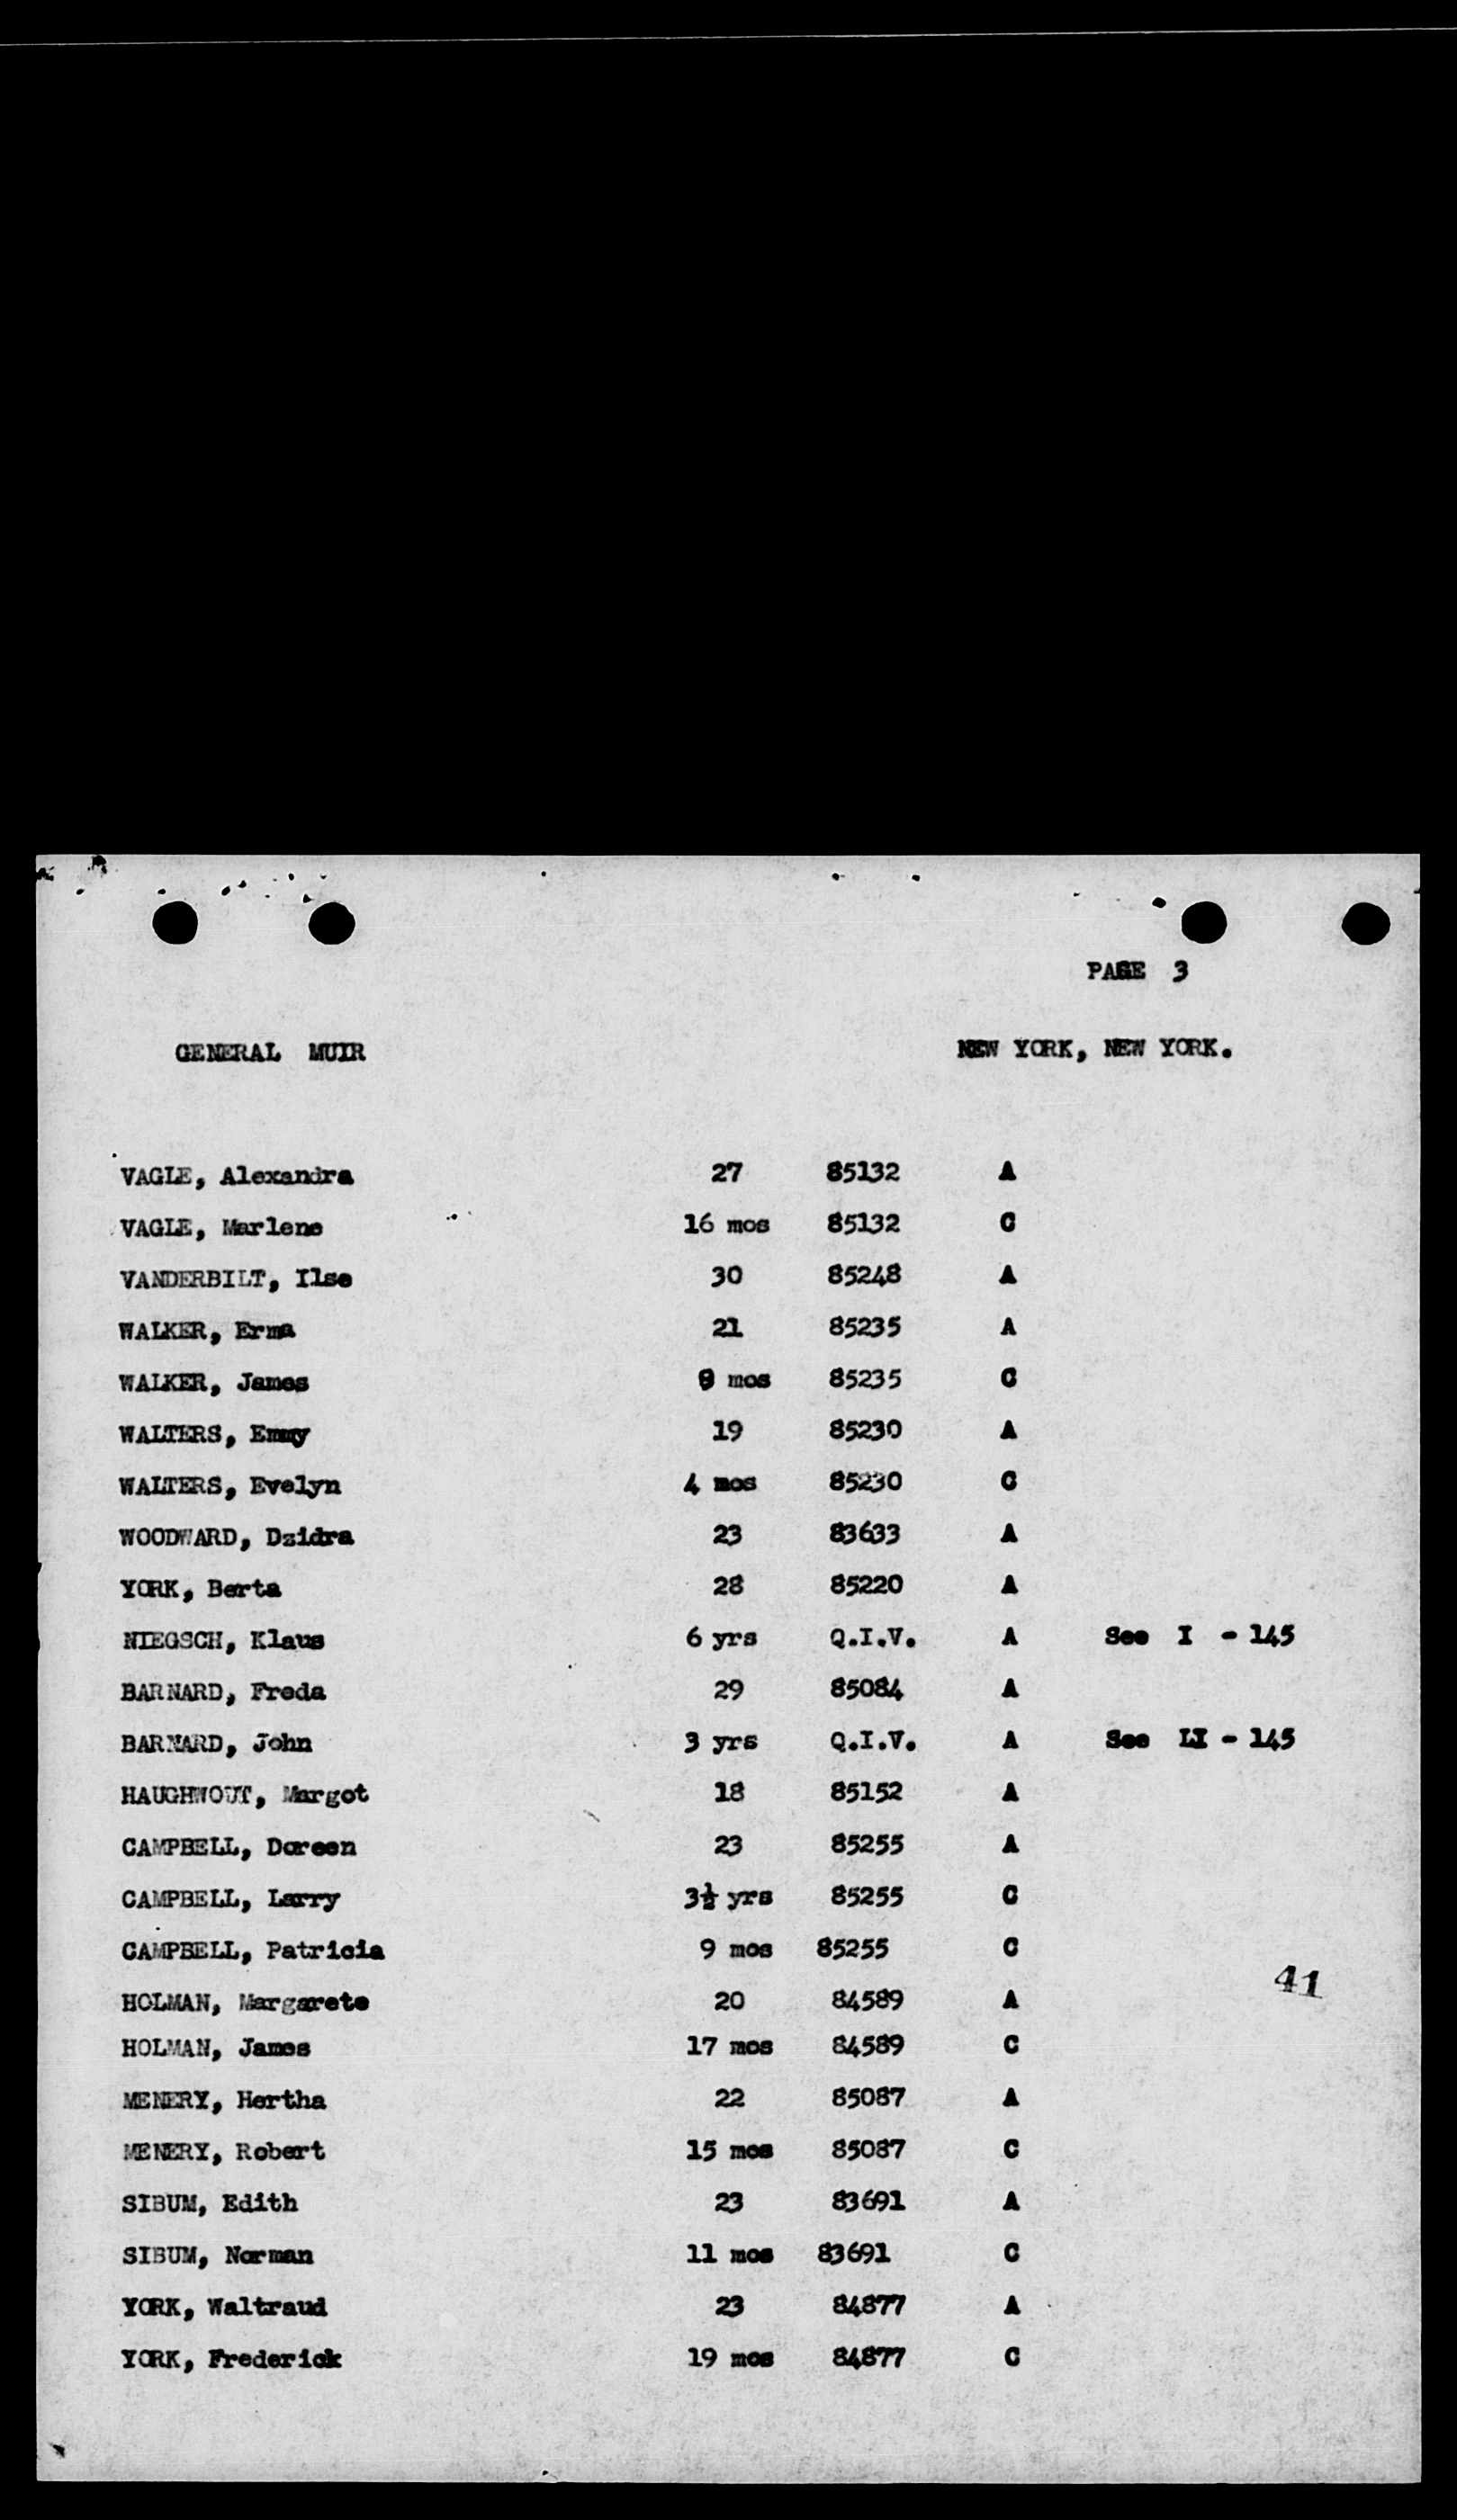 PAGE 3
GENERAL MUIR NEW YORK, NEW YORK.
VAGLE, Alexandra 27 85132 A
VAGLE, Marlene 16 mos 85132 C
VANDERBILT, Ilse 30 85248 A
WALKER, Erma 21 85235 A
WALKER, James 9 mos 85235 C
WALTERS, Emmy 19 85230 A
WALTERS, Evelyn 4 mos 85230 C
WOODWARD, Dzidra 23 83633 A
YORK, Berta 28 85220 A
NIEGSCH, Klaus 6 yrs Q.I.V. A See I - 145
BARNARD, Freda 29 85084 A
BARNARD, John 3 yrs Q.I.V. A See LI - 145
HAUGHWOUT, Margot 18 85152 A
CAMPBELL, Doreen 23 85255 A
CAMPBELL, Larry 3½ yrs 85255 C
CAMPBELL, Patricia 9 mos 85255 C
41
HOLMAN, Margarete 20 84589 A
HOLMAN, James 17 mos 84589 C
MENERY, Hertha 22 85087 A
MENERY, Robert 15 mos 85087 C
SIBUM, Edith 23 83691 A
SIBUM, Norman 11 mos 83691 C
YORK, Waltraud 23 84877 A
YORK, Frederick 19 mos 84877 C